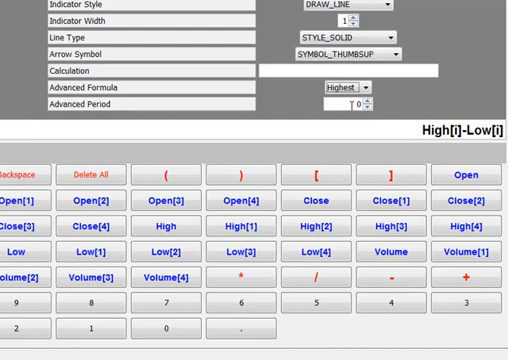 Indicator Style DRAW_LINE
Indicator Width 1
Line Type STYLE_SOLID
Arrow Symbol SYMBOL_THUMBSUP
Calculation
Advanced Formula Highest
Advanced Period 0
High[i]-Low[i]
Backspace Delete All ( ) [ ] Open
Open[1] Open[2] Open[3] Open[4] Close Close[1] Close[2]
Close[3] Close[4] High High[1] High[2] High[3] High[4]
Low Low[1] Low[2] Low[3] Low[4] Volume Volume[1]
Volume[2] Volume[3] Volume[4] * / - +
9 8 7 6 5 4 3
2 1 0 .